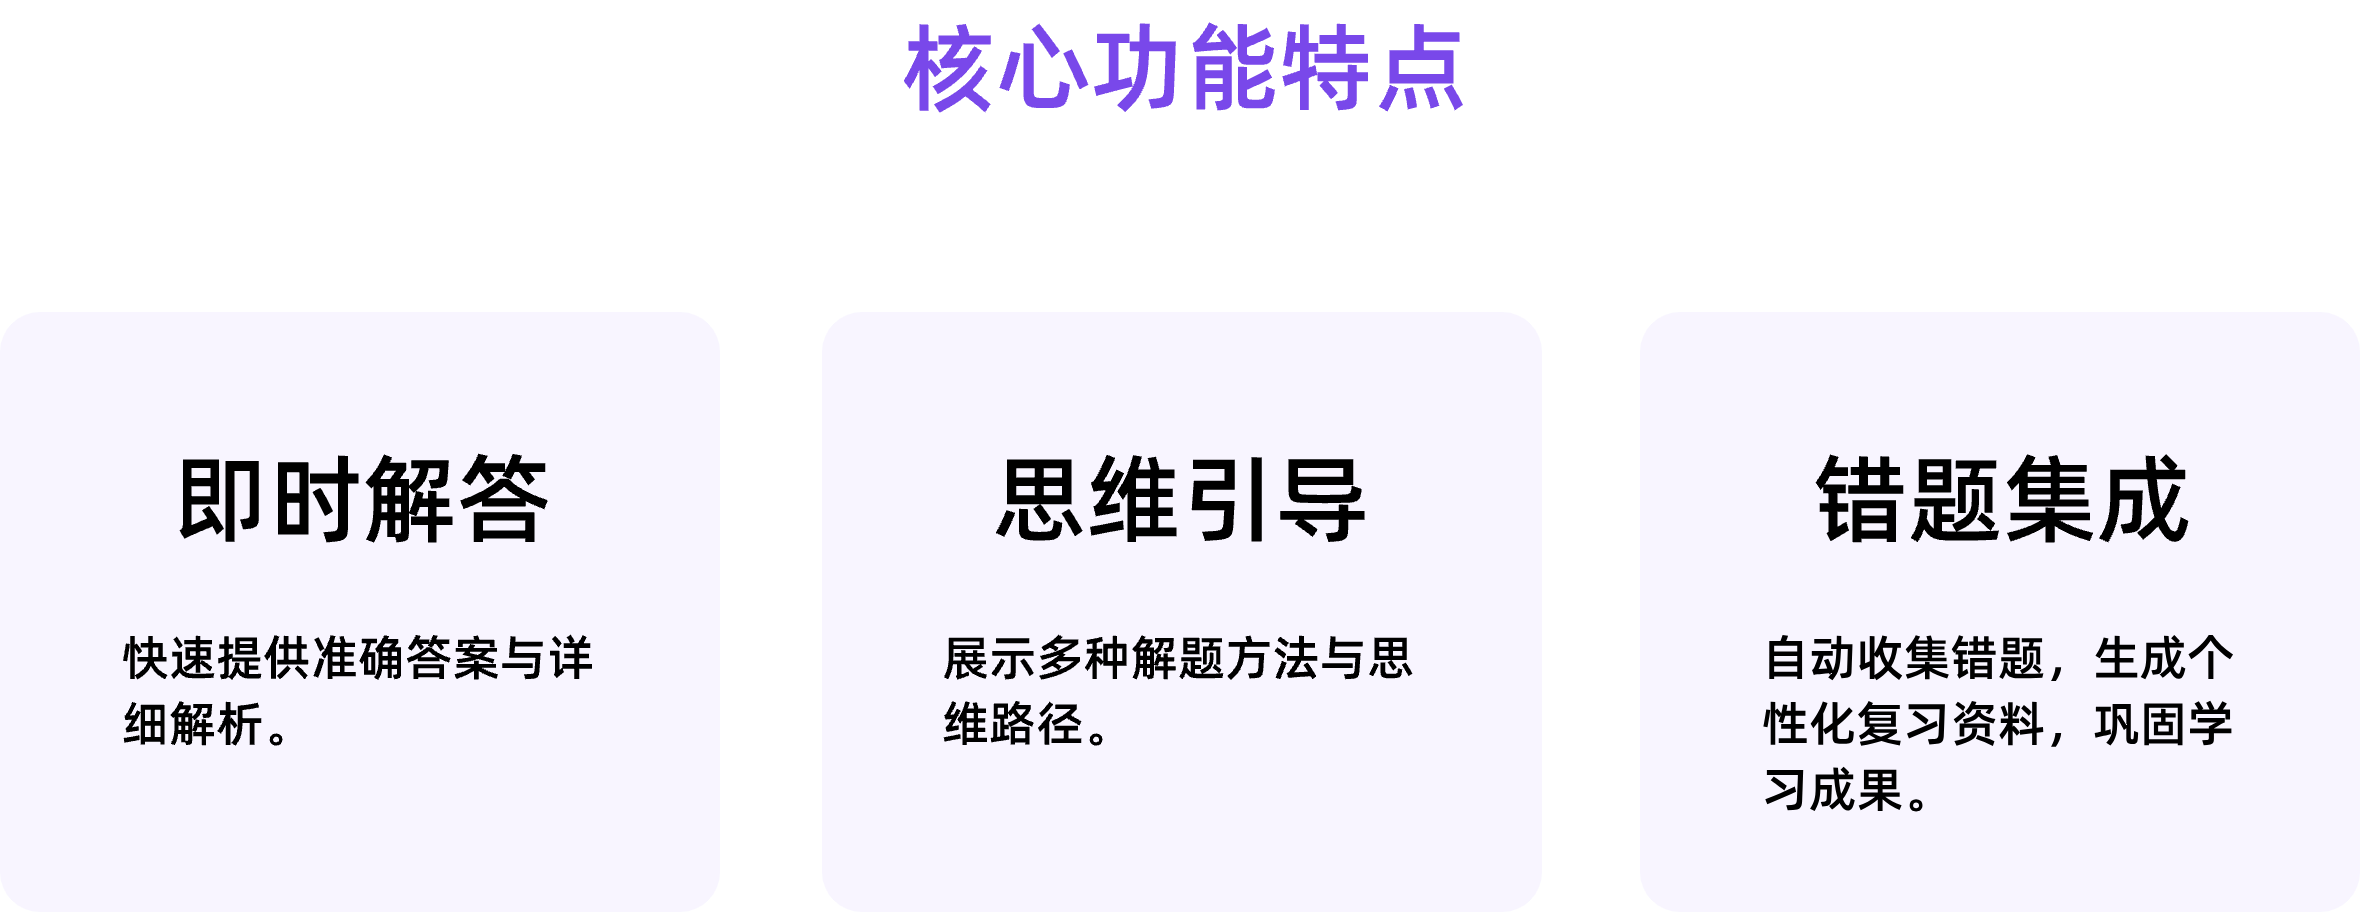 核心功能特点
即时解答
快速提供准确答案与详
细解析。
思维引导
展示多种解题方法与思
维路径。
错题集成
自动收集错题，生成个
性化复习资料，巩固学
习成果。